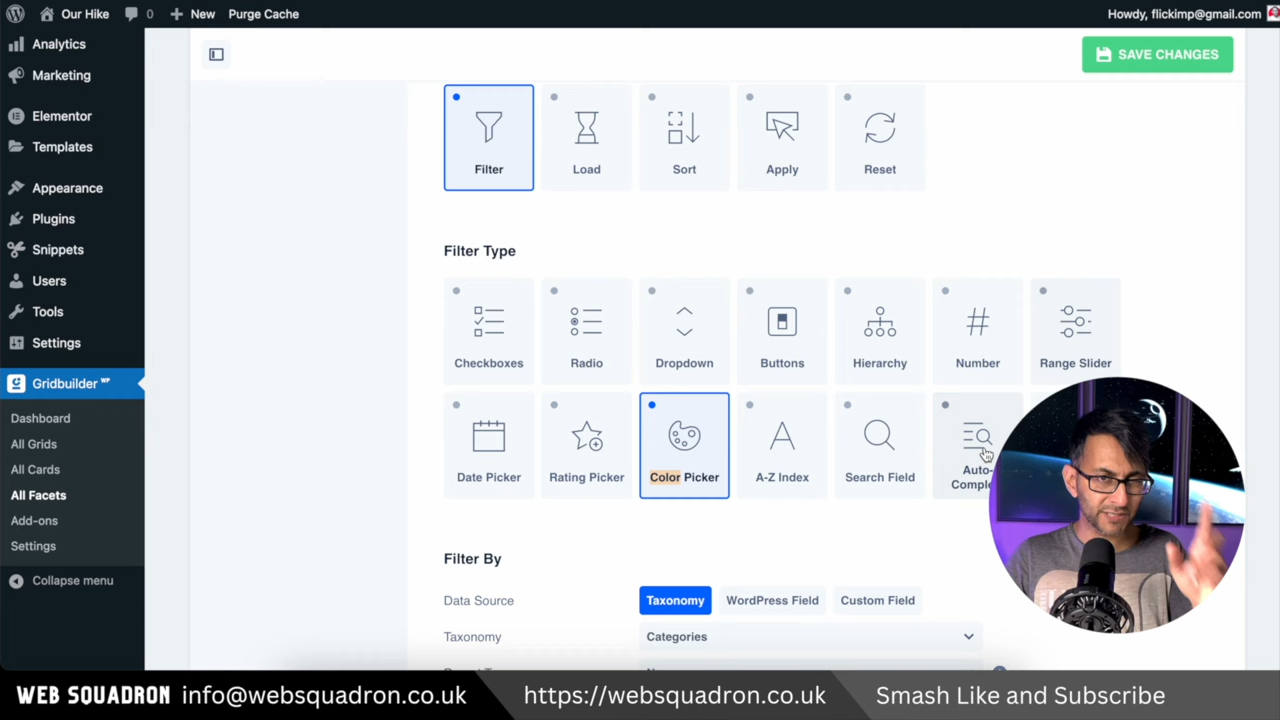 Our Hike
0
New
Purge Cache
Howdy, flickimp@gmail.com
Analytics
Marketing
Elementor
Templates
Appearance
Plugins
Snippets
Users
Tools
Settings
Gridbuilder WP
Dashboard
All Grids
All Cards
All Facets
Add-ons
Settings
Collapse menu
SAVE CHANGES
Filter
Load
Sort
Apply
Reset
Filter Type
Checkboxes
Radio
Dropdown
Buttons
Hierarchy
Number
Range Slider
Date Picker
Rating Picker
Color Picker
A-Z Index
Search Field
Auto-
Filter By
Data Source
Taxonomy
WordPress Field
Custom Field
Taxonomy
Categories
WEB SQUADRON
info@websquadron.co.uk
https://websquadron.co.uk
Smash Like and Subscribe